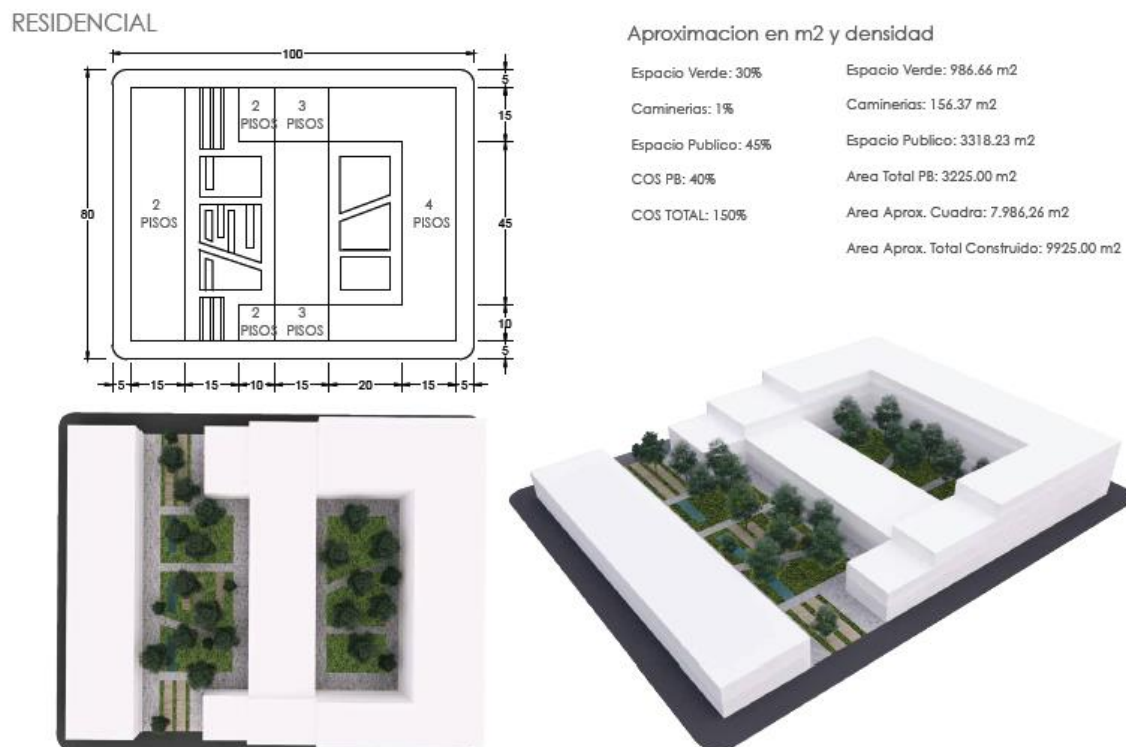 RESIDENCIAL
100
80
5
15
45
10
5
2
PISOS
3
PISOS
2
PISOS
4
PISOS
2
PISOS
3
PISOS
5
15
15
10
15
20
15
5
Aproximacion en m2 y densidad
Espacio Verde: 30%
Caminerias: 1%
Espacio Publico: 45%
COS PB: 40%
COS TOTAL: 150%
Espacio Verde: 986.66 m2
Caminerias: 156.37 m2
Espacio Publico: 3318.23 m2
Area Total PB: 3225.00 m2
Area Aprox. Cuadra: 7.986,26 m2
Area Aprox. Total Construido: 9925.00 m2